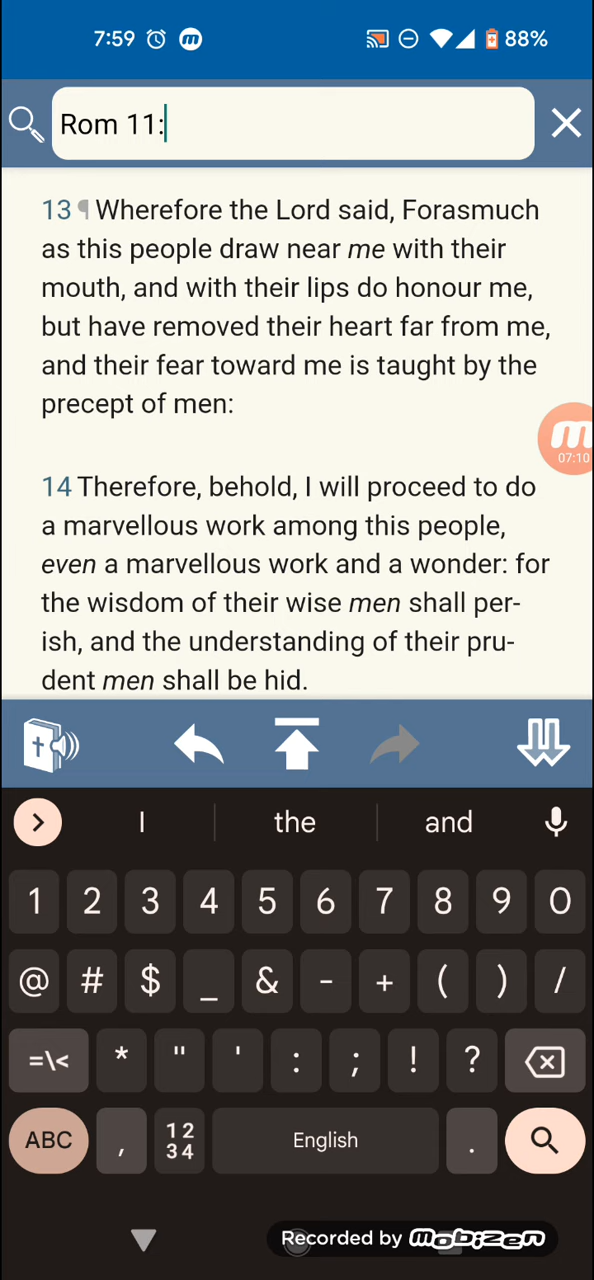 7:59 m 88%
Rom 11:
13 ¶ Wherefore the Lord said, Forasmuch
as this people draw near me with their
mouth, and with their lips do honour me,
but have removed their heart far from me,
and their fear toward me is taught by the
precept of men:
m
07:10
14 Therefore, behold, I will proceed to do
a marvellous work among this people,
even a marvellous work and a wonder: for
the wisdom of their wise men shall per-
ish, and the understanding of their pru-
dent men shall be hid.
I the and
1 2 3 4 5 6 7 8 9 0
@ # $ _ & - + ( ) /
=\< * " ' : ; ! ?
ABC , 12 34 English .
Recorded by mobizen